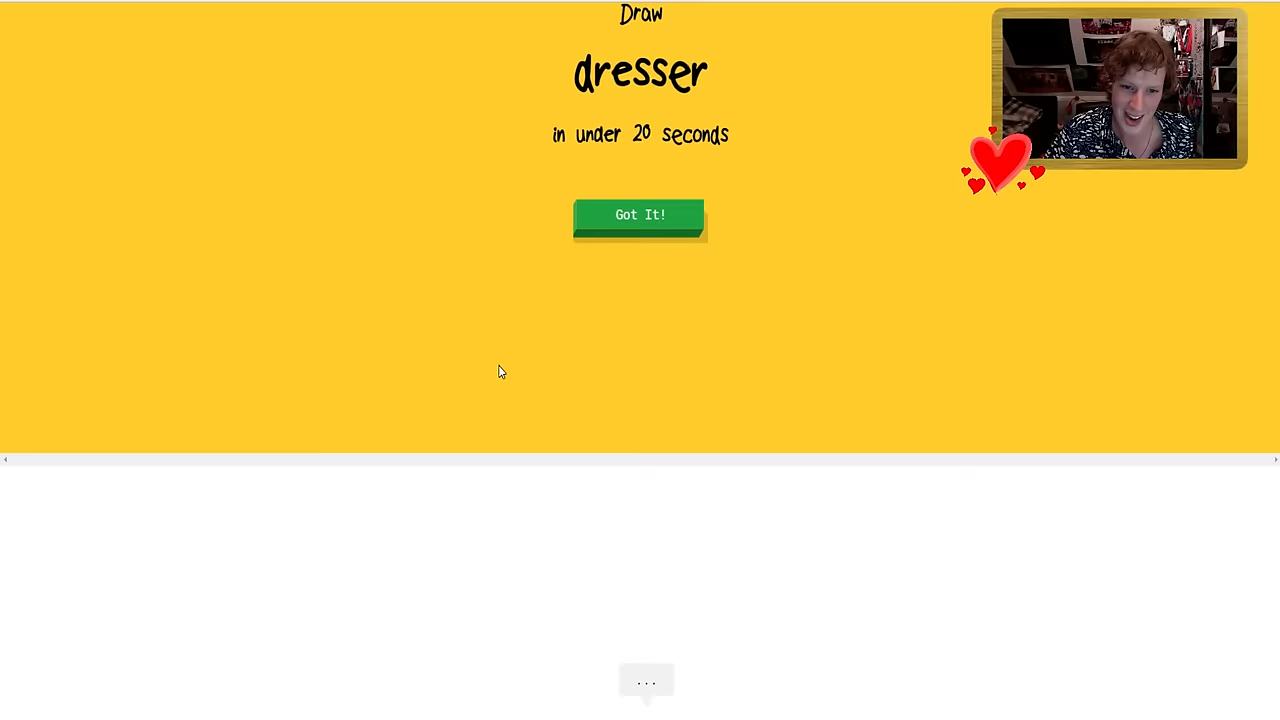 Draw
dresser
in under 20 seconds
Got It!
...